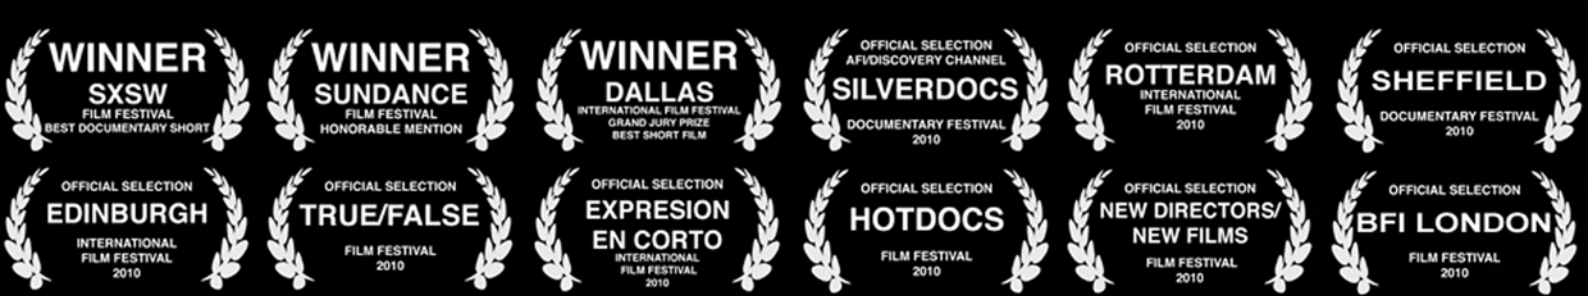 WINNER
SXSW
FILM FESTIVAL
BEST DOCUMENTARY SHORT
WINNER
SUNDANCE
FILM FESTIVAL
HONORABLE MENTION
WINNER
DALLAS
INTERNATIONAL FILM FESTIVAL
GRAND JURY PRIZE
BEST SHORT FILM
OFFICIAL SELECTION
AFI/DISCOVERY CHANNEL
SILVERDOCS
DOCUMENTARY FESTIVAL
2010
OFFICIAL SELECTION
ROTTERDAM
INTERNATIONAL
FILM FESTIVAL
2010
OFFICIAL SELECTION
SHEFFIELD
DOCUMENTARY FESTIVAL
2010
OFFICIAL SELECTION
EDINBURGH
INTERNATIONAL
FILM FESTIVAL
2010
OFFICIAL SELECTION
TRUE/FALSE
FILM FESTIVAL
2010
OFFICIAL SELECTION
EXPRESION
EN CORTO
INTERNATIONAL
FILM FESTIVAL
2010
OFFICIAL SELECTION
HOTDOCS
FILM FESTIVAL
2010
OFFICIAL SELECTION
NEW DIRECTORS/
NEW FILMS
FILM FESTIVAL
2010
OFFICIAL SELECTION
BFI LONDON
FILM FESTIVAL
2010